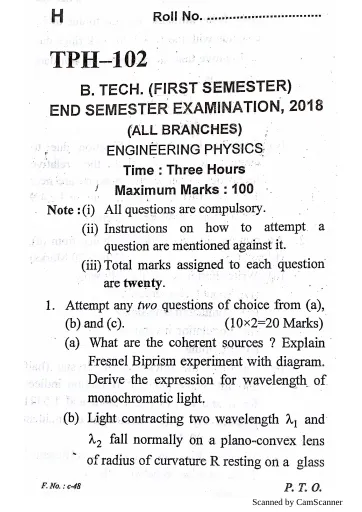 H Roll No. ................................
TPH–102
B. TECH. (FIRST SEMESTER)
END SEMESTER EXAMINATION, 2018
(ALL BRANCHES)
ENGINEERING PHYSICS
Time : Three Hours
Maximum Marks : 100
Note :(i) All questions are compulsory.
(ii) Instructions on how to attempt a
question are mentioned against it.
(iii) Total marks assigned to each question
are twenty.
1. Attempt any two questions of choice from (a),
(b) and (c). (10×2=20 Marks)
(a) What are the coherent sources ? Explain
Fresnel Biprism experiment with diagram.
Derive the expression for wavelength of
monochromatic light.
(b) Light contracting two wavelength λ₁ and
λ₂ fall normally on a plano-convex lens
of radius of curvature R resting on a glass
F. No. : c-48 P. T. O.
Scanned by CamScanner